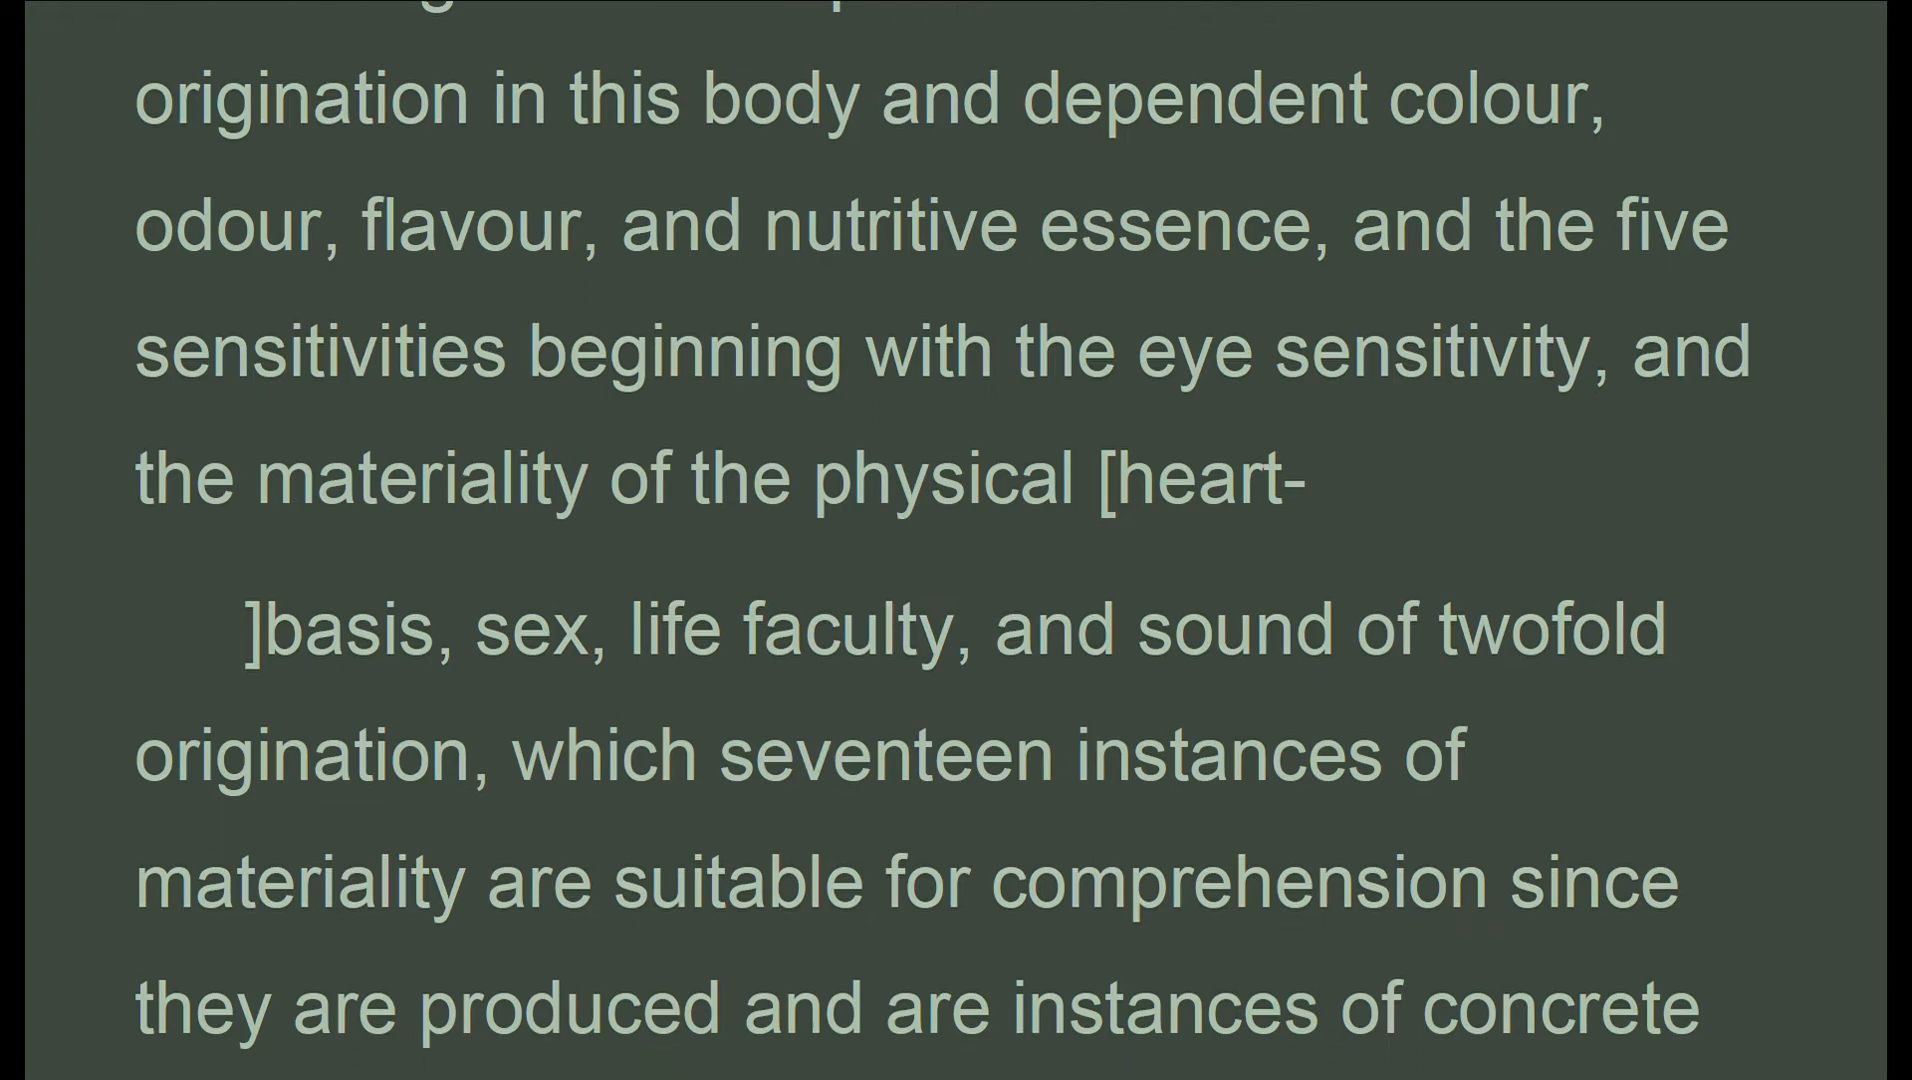 origination in this body and dependent colour,
odour, flavour, and nutritive essence, and the five
sensitivities beginning with the eye sensitivity, and
the materiality of the physical [heart-
]basis, sex, life faculty, and sound of twofold
origination, which seventeen instances of
materiality are suitable for comprehension since
they are produced and are instances of concrete